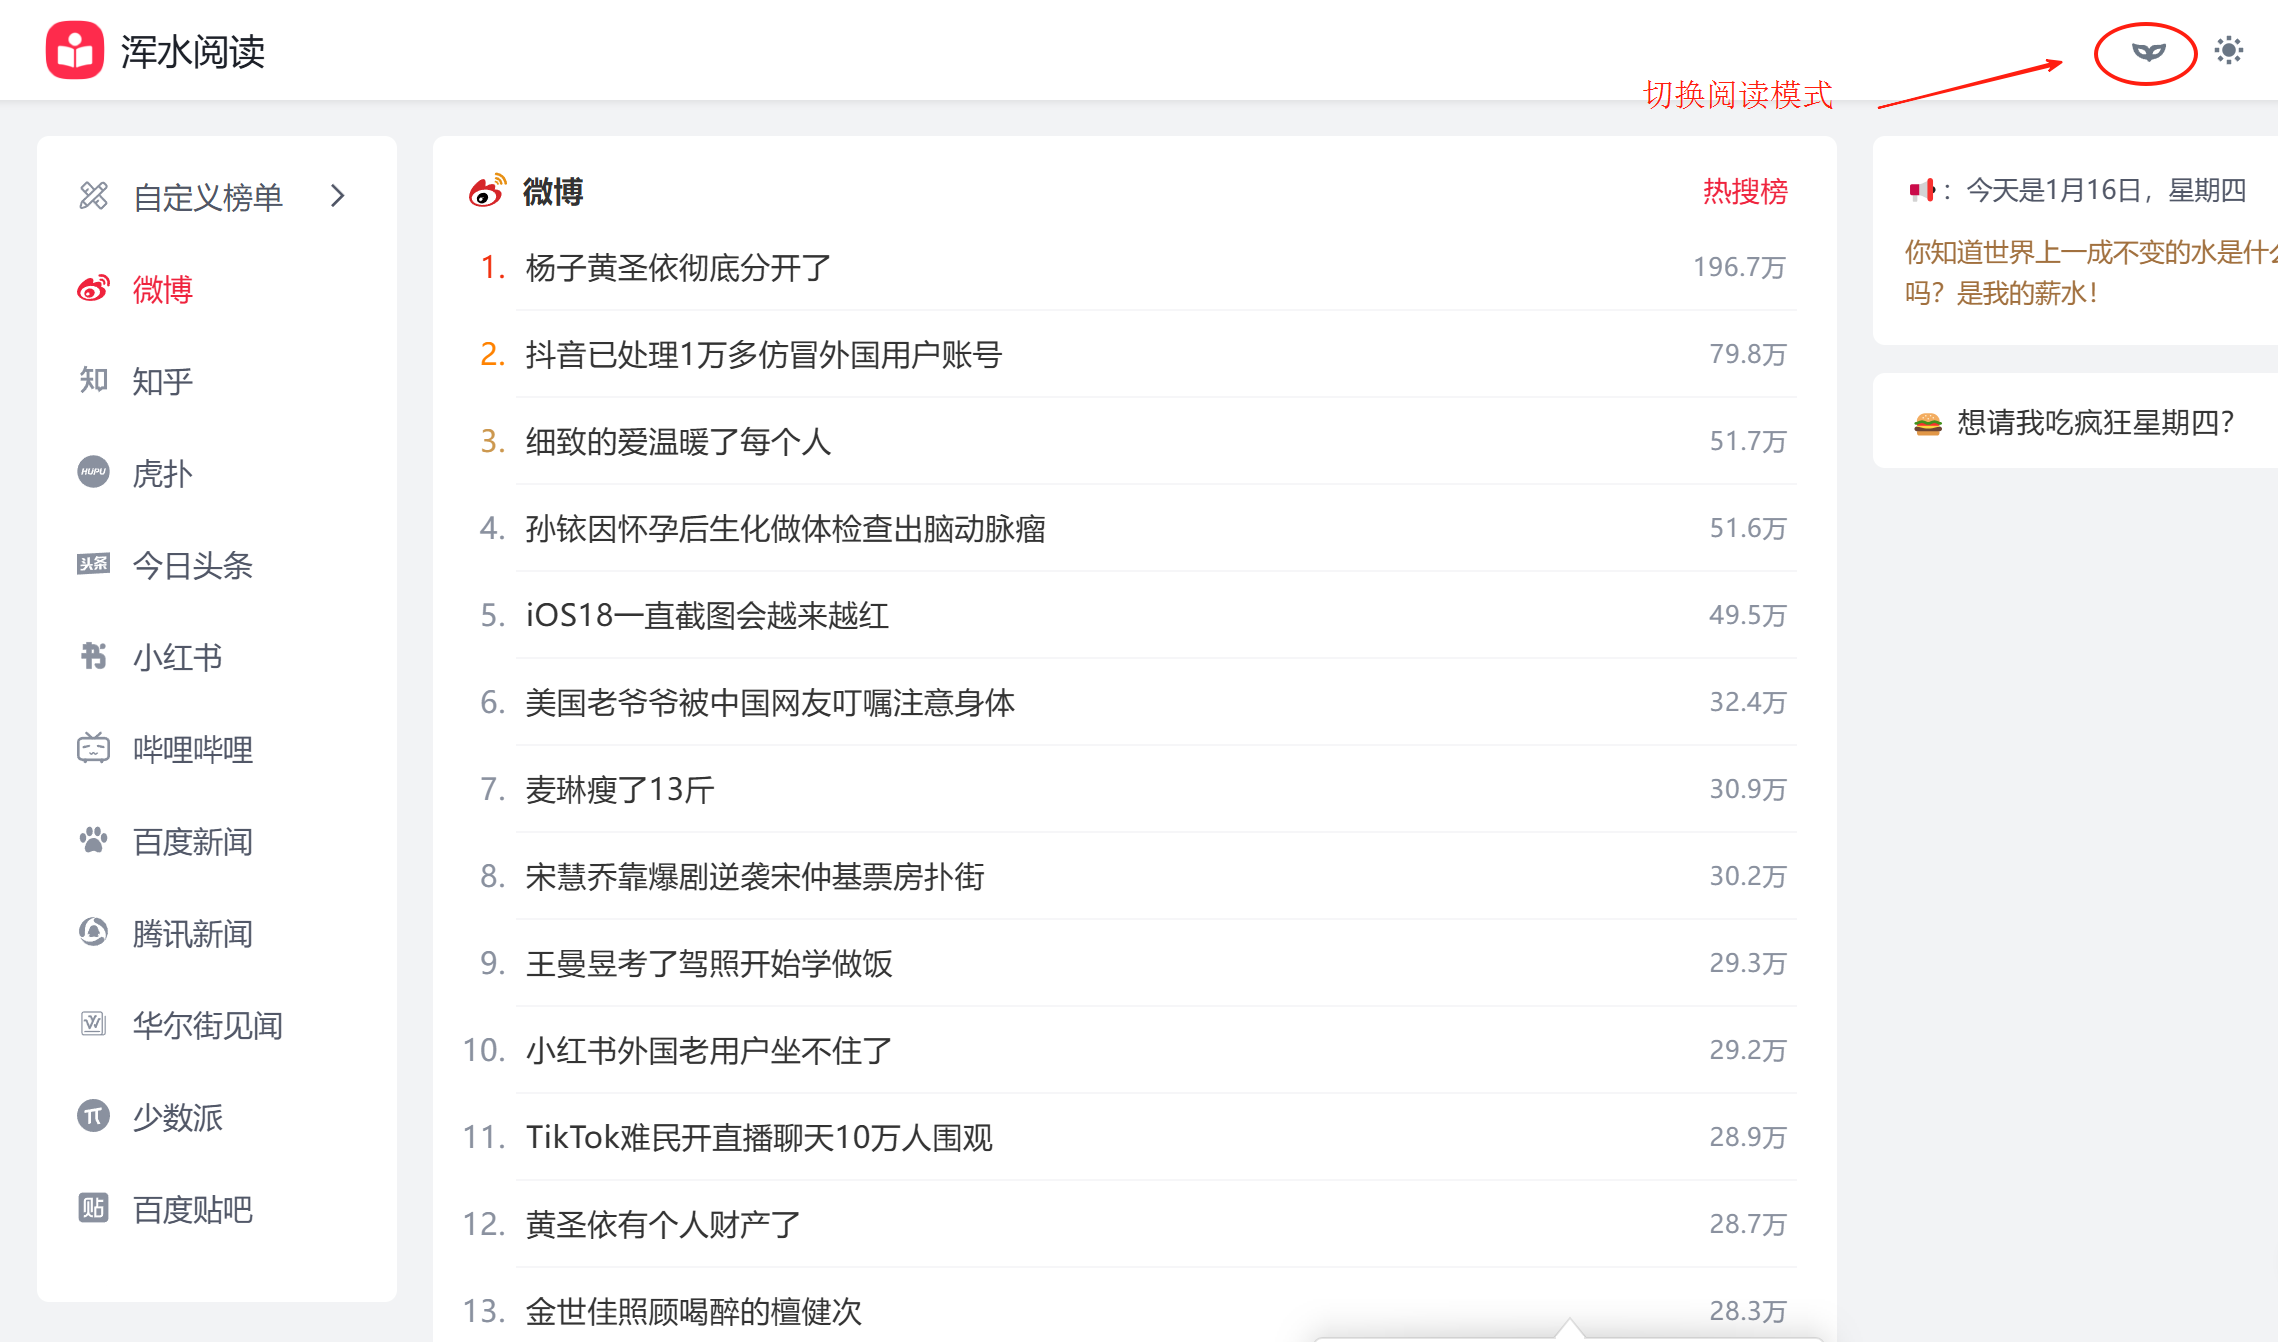 浑水阅读
切换阅读模式
自定义榜单
微博
知乎
HUPU
虎扑
头条
今日头条
书
小红书
哔哩哔哩
百度新闻
腾讯新闻
W
华尔街见闻
π
少数派
贴
百度贴吧
微博
热搜榜
1. 杨子黄圣依彻底分开了 196.7万
2. 抖音已处理1万多仿冒外国用户账号 79.8万
3. 细致的爱温暖了每个人 51.7万
4. 孙铱因怀孕后生化做体检查出脑动脉瘤 51.6万
5. iOS18一直截图会越来越红 49.5万
6. 美国老爷爷被中国网友叮嘱注意身体 32.4万
7. 麦琳瘦了13斤 30.9万
8. 宋慧乔靠爆剧逆袭宋仲基票房扑街 30.2万
9. 王曼昱考了驾照开始学做饭 29.3万
10. 小红书外国老用户坐不住了 29.2万
11. TikTok难民开直播聊天10万人围观 28.9万
12. 黄圣依有个人财产了 28.7万
13. 金世佳照顾喝醉的檀健次 28.3万
：今天是1月16日，星期四
你知道世界上一成不变的水是什么
吗？是我的薪水！
想请我吃疯狂星期四？